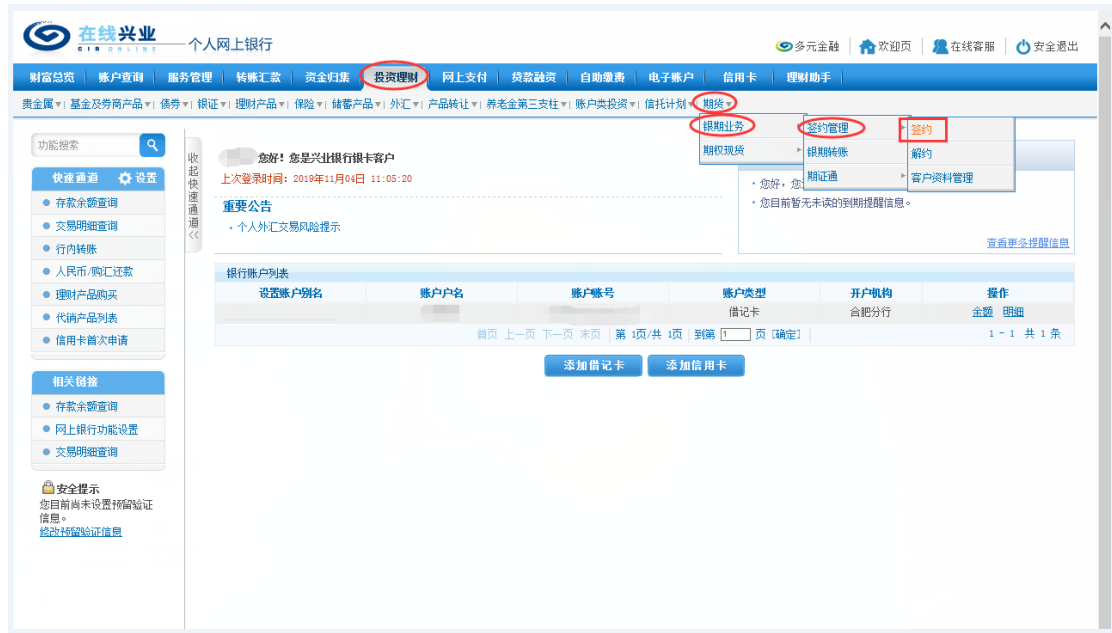 在线兴业 CIB ONLINE 个人网上银行
多元金融 欢迎页 在线客服 安全退出
财富总览 账户查询 服务管理 转账汇款 资金归集 投资理财 网上支付 贷款融资 自助缴费 电子账户 信用卡 理财助手
贵金属 基金及券商产品 债券 银证 理财产品 保险 储蓄产品 外汇 产品转让 养老金第三支柱 账户类投资 信托计划 期货
银期业务 签约管理 签约
期权现货 银期转账 解约
期证通 客户资料管理
功能搜索
快速通道 设置
存款余额查询
交易明细查询
行内转账
人民币/购汇还款
理财产品购买
代销产品列表
信用卡首次申请
相关链接
存款余额查询
网上银行功能设置
交易明细查询
安全提示
您目前尚未设置预留验证
信息。
修改预留验证信息
收起快速通道<<
您好！您是兴业银行银卡客户
上次登录时间：2019年11月04日 11:05:20
重要公告
· 个人外汇交易风险提示
· 您好，您
· 您目前暂无未读的到期提醒信息。
查看更多提醒信息
银行账户列表
设置账户别名 账户户名 账户账号 账户类型 开户机构 操作
借记卡 合肥分行 余额 明细
首页 上一页 下一页 末页 第 1页/共 1页 到第 1 页 [确定] 1 - 1 共 1 条
添加借记卡 添加信用卡